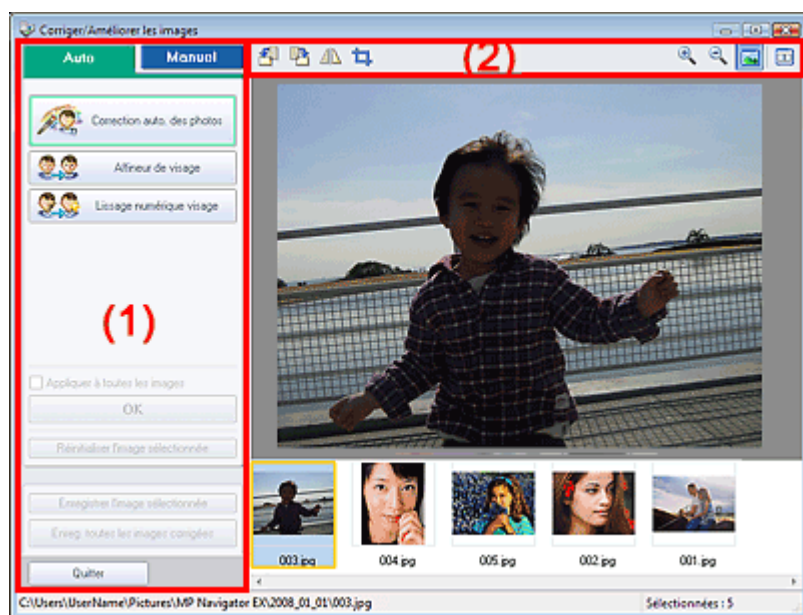 Corriger/Améliorer les images
Auto Manual
(2)
Correction auto. des photos
Affineur de visage
Lissage numérique visage
(1)
Appliquer à toutes les images
OK
Réinitialiser l'image sélectionnée
Enregistrer l'image sélectionnée
Enreg. toutes les images corrigées
Quitter
003.jpg 004.jpg 005.jpg 002.jpg 001.jpg
C:\Users\UserName\Pictures\MP Navigator EX\2008_01_01\003.jpg Sélectionnées : 5